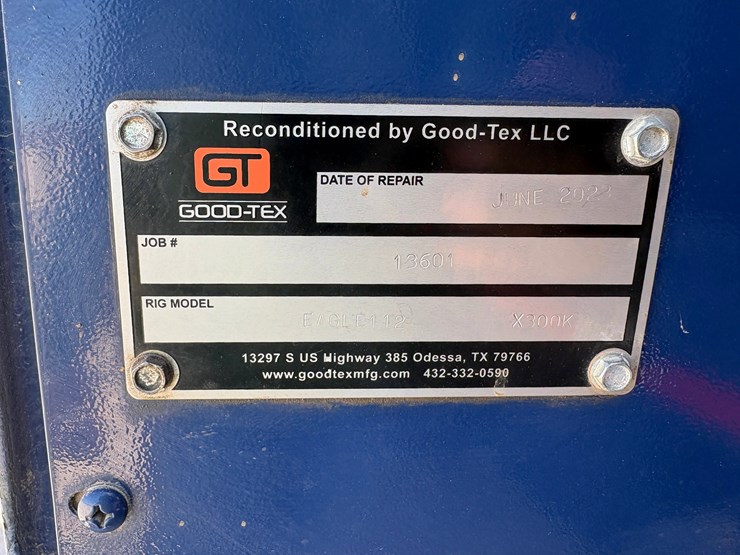 Reconditioned by Good-Tex LLC
GT
GOOD-TEX
DATE OF REPAIR
JUNE 2022
JOB #
13601
RIG MODEL
X300K
13297 S US Highway 385 Odessa, TX 79766
www.goodtexmfg.com 432-332-0590